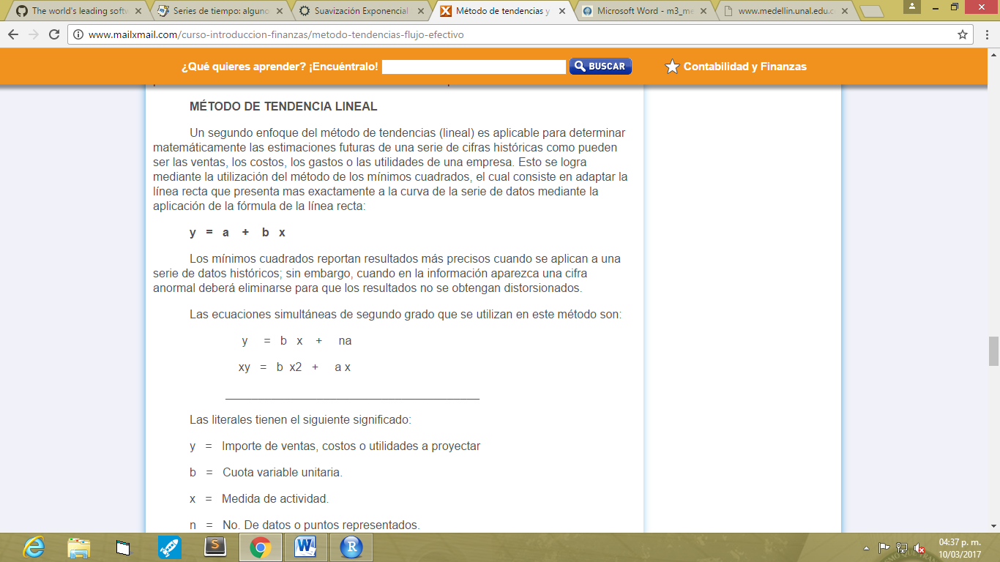 The world's leading softw
Series de tiempo: alguno
Suavización Exponencial
Método de tendencias y
Microsoft Word - m3_me
www.medellin.unal.edu.c
www.mailxmail.com/curso-introduccion-finanzas/metodo-tendencias-flujo-efectivo
¿Qué quieres aprender? ¡Encuéntralo! BUSCAR Contabilidad y Finanzas
MÉTODO DE TENDENCIA LINEAL
Un segundo enfoque del método de tendencias (lineal) es aplicable para determinar
matemáticamente las estimaciones futuras de una serie de cifras históricas como pueden
ser las ventas, los costos, los gastos o las utilidades de una empresa. Esto se logra
mediante la utilización del método de los mínimos cuadrados, el cual consiste en adaptar la
línea recta que presenta mas exactamente a la curva de la serie de datos mediante la
aplicación de la fórmula de la línea recta:
y = a + b x
Los mínimos cuadrados reportan resultados más precisos cuando se aplican a una
serie de datos históricos; sin embargo, cuando en la información aparezca una cifra
anormal deberá eliminarse para que los resultados no se obtengan distorsionados.
Las ecuaciones simultáneas de segundo grado que se utilizan en este método son:
y = b x + na
xy = b x2 + a x
Las literales tienen el siguiente significado:
y = Importe de ventas, costos o utilidades a proyectar
b = Cuota variable unitaria.
x = Medida de actividad.
n = No. De datos o puntos representados.
04:37 p. m.
10/03/2017